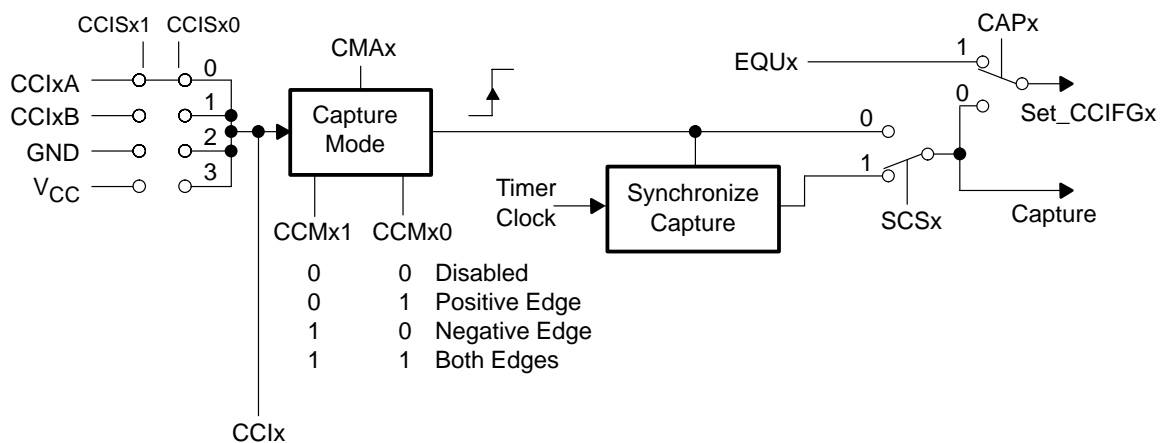 CCISx1 CCISx0
CCIxA
0
CCIxB
1
GND
2
VCC
3
CMAx
Capture
Mode
CCMx1 CCMx0
0 0 Disabled
0 1 Positive Edge
1 0 Negative Edge
1 1 Both Edges
CCIx
Timer
Clock
Synchronize
Capture
EQUx
CAPx
1
0
Set_CCIFGx
0
1
SCSx
Capture